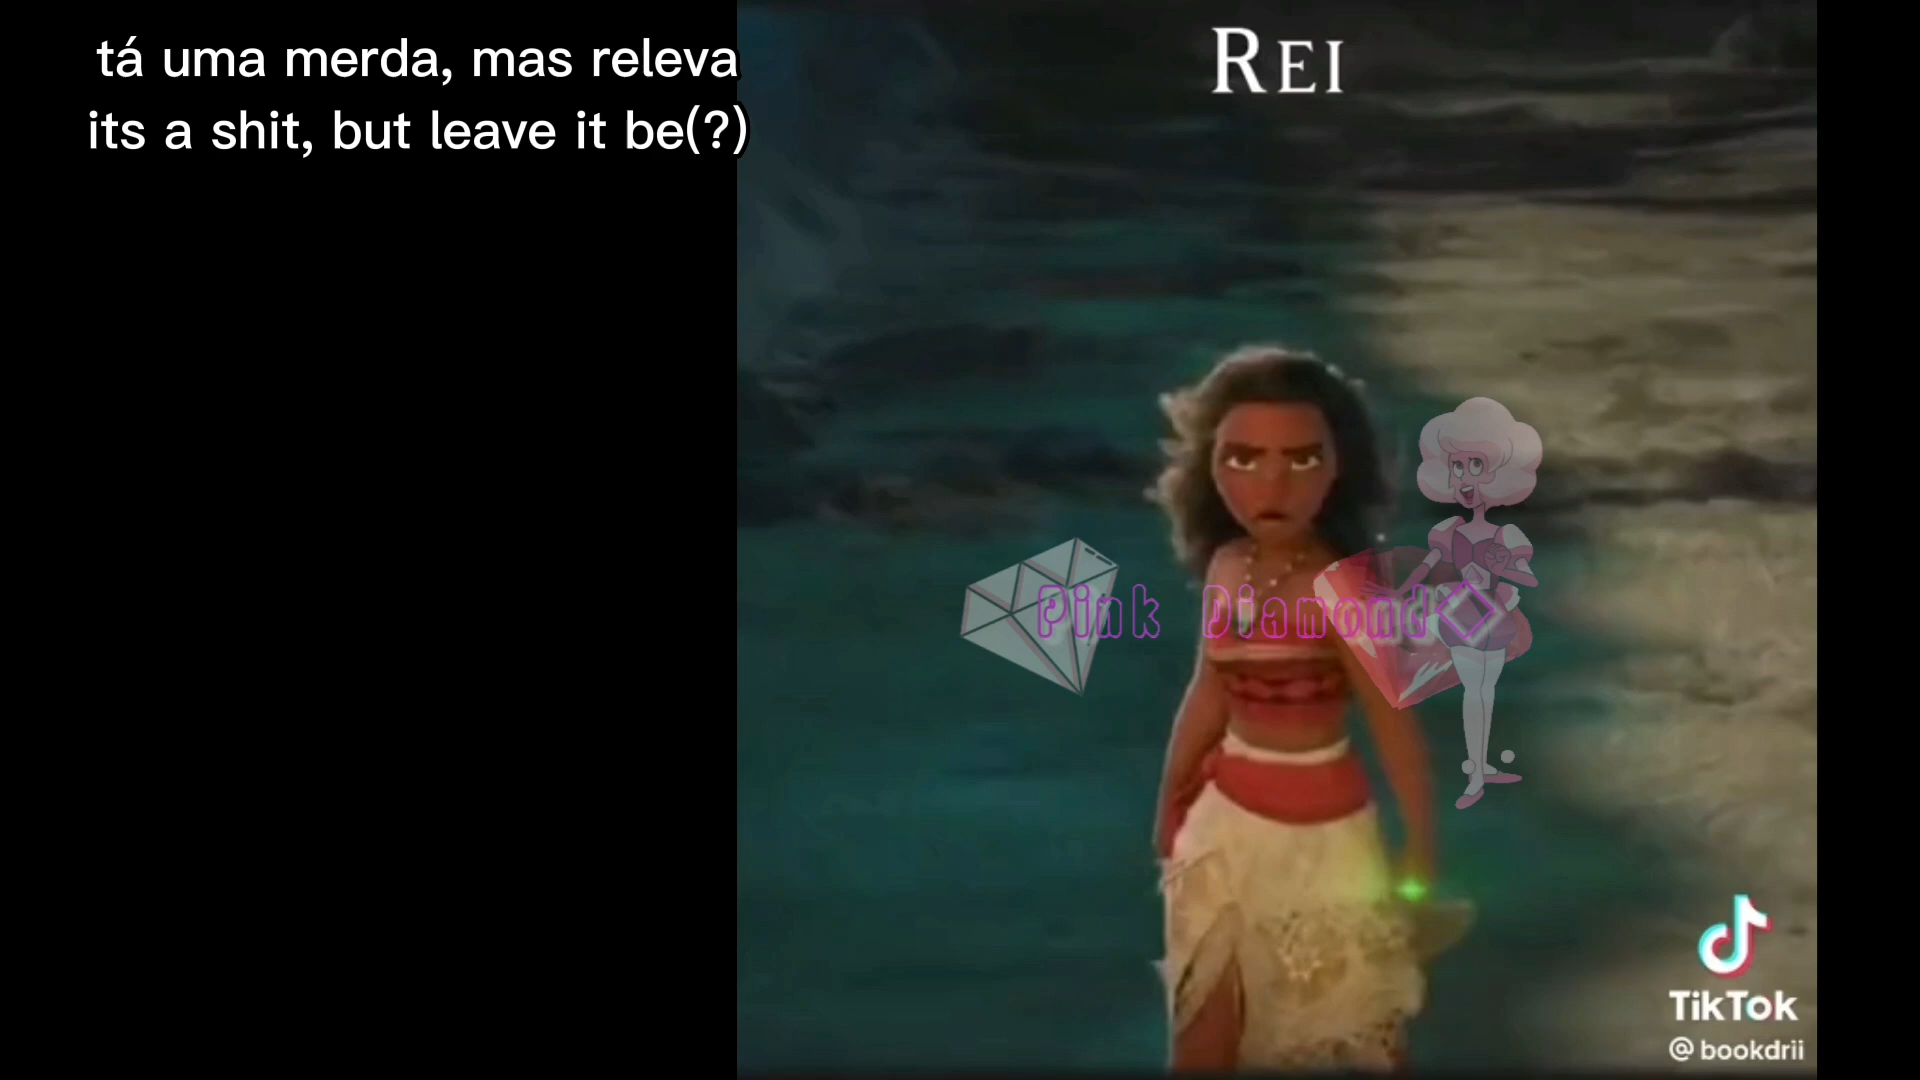 tá uma merda, mas releva
its a shit, but leave it be(?)
REI
Pink Diamond
TikTok
@bookdrii